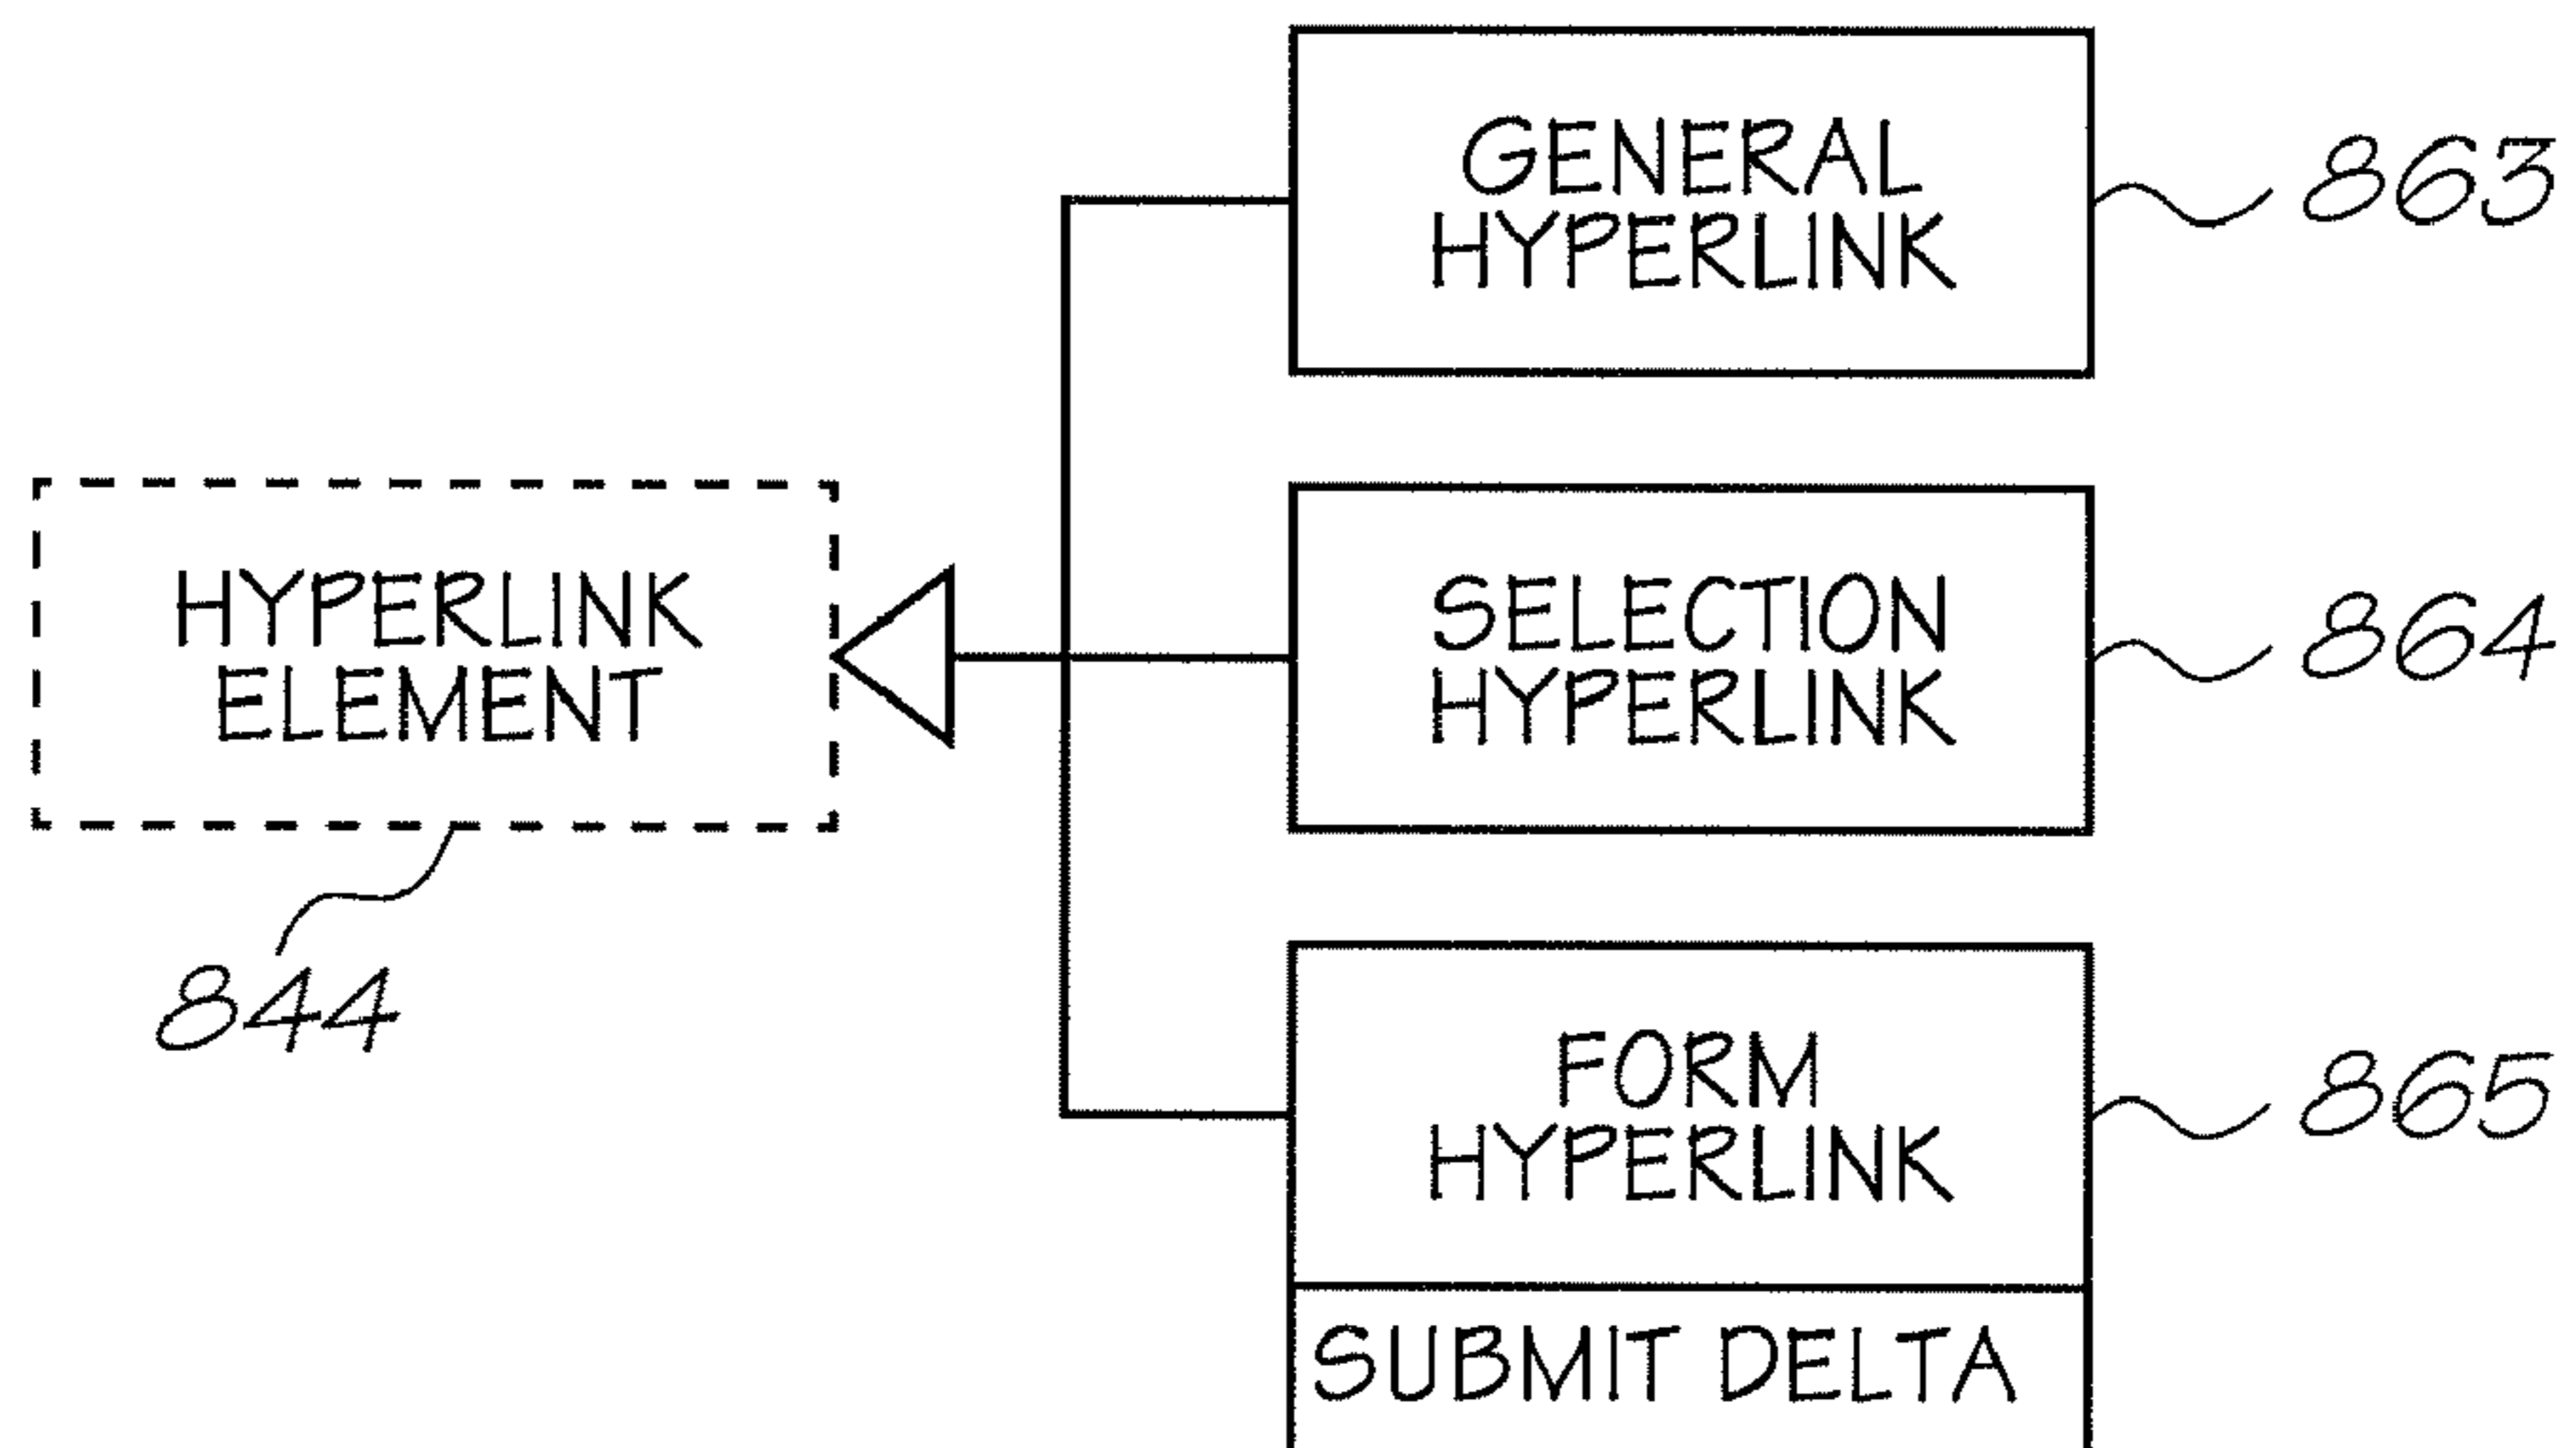 GENERAL
HYPERLINK
863
HYPERLINK
ELEMENT
844
SELECTION
HYPERLINK
864
FORM
HYPERLINK
865
SUBMIT DELTA